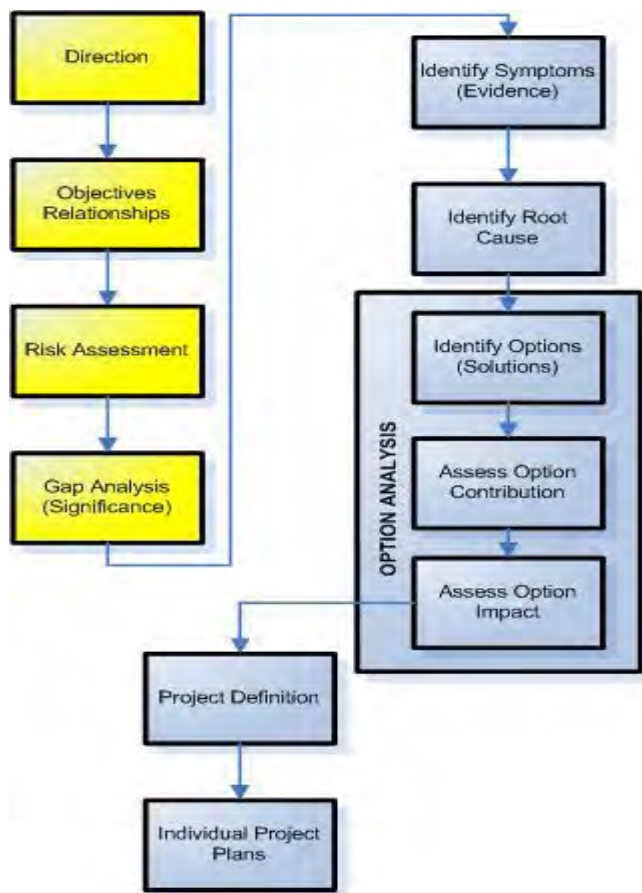 Direction
Objectives
Relationships
Risk Assessment
Gap Analysis
(Significance)
Identify Symptoms
(Evidence)
Identify Root
Cause
OPTION ANALYSIS
Identify Options
(Solutions)
Assess Option
Contribution
Assess Option
Impact
Project Definition
Individual Project
Plans